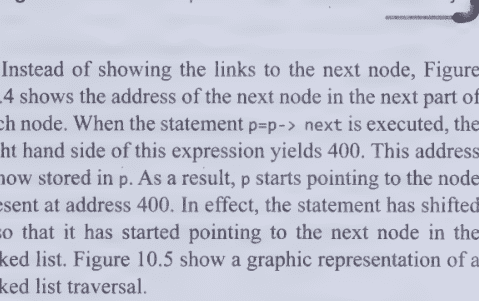 Instead of showing the links to the next node, Figure
.4 shows the address of the next node in the next part of
ch node. When the statement p=p-> next is executed, the
ht hand side of this expression yields 400. This address
now stored in p. As a result, p starts pointing to the node
esent at address 400. In effect, the statement has shifted
so that it has started pointing to the next node in the
ked list. Figure 10.5 show a graphic representation of a
ked list traversal.